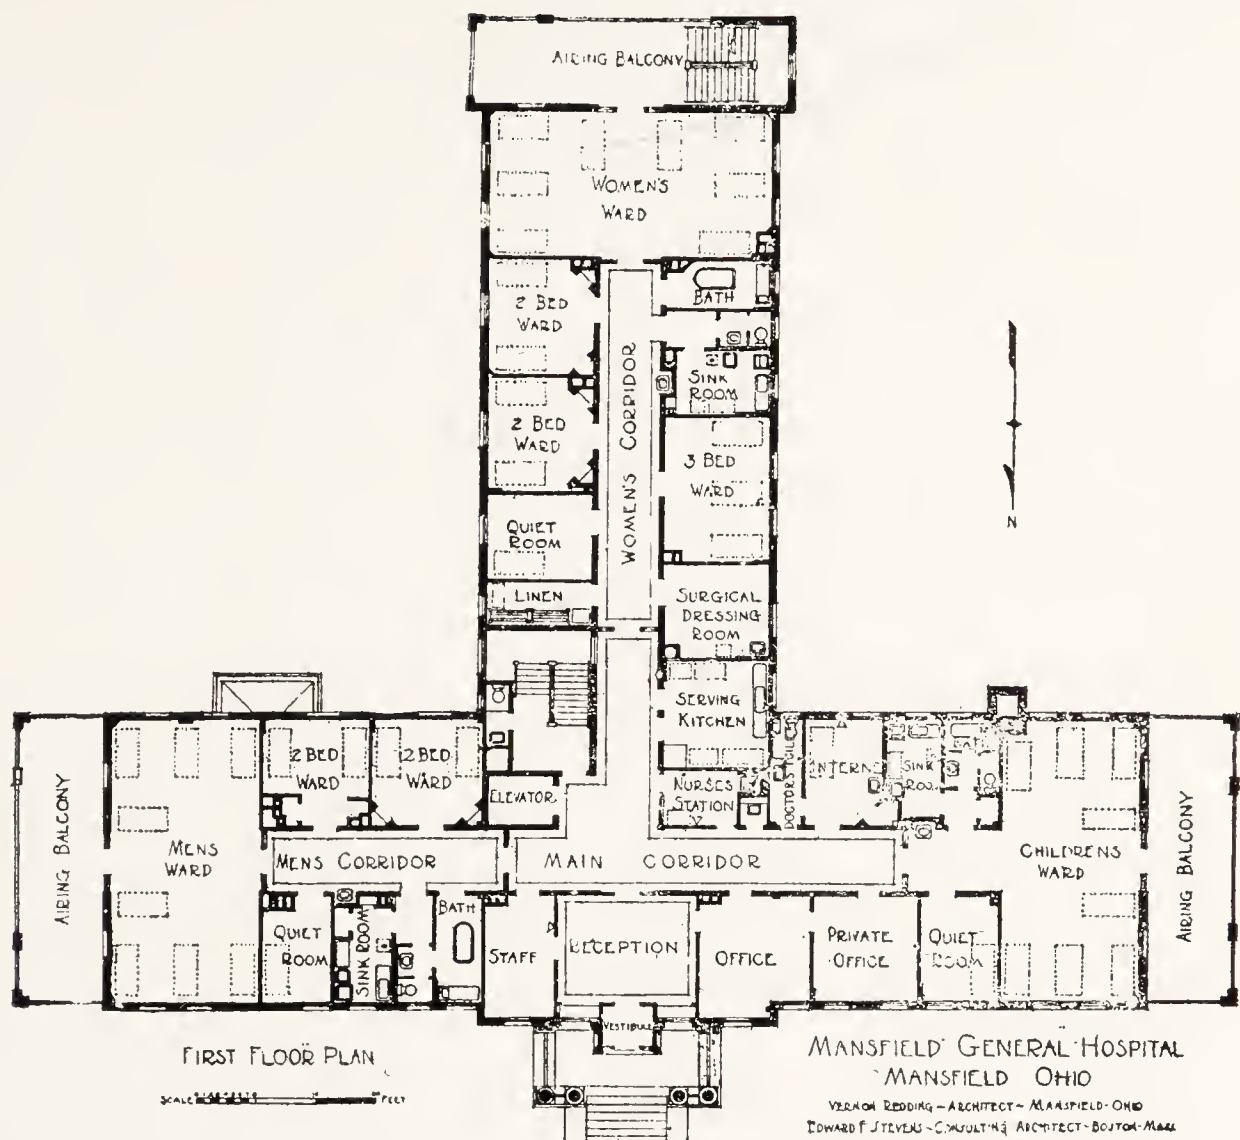 AIRING BALCONY
WOMEN'S
WARD
2 BED
WARD
BATH
SINK
ROOM
2 BED
WARD
WOMEN'S CORRIDOR
3 BED
WARD
QUIET
ROOM
LINEN
SURGICAL
DRESSING
ROOM
N
SERVING
KITCHEN
2 BED
WARD
2 BED
WARD
ELEVATOR
NURSES
STATION
DOCTORS TOILET
INTERNE
SINK
ROOM
AIRING BALCONY
MENS
WARD
MENS CORRIDOR
MAIN CORRIDOR
CHILDRENS
WARD
AIRING BALCONY
QUIET
ROOM
SINK ROOM
BATH
STAFF
RECEPTION
OFFICE
PRIVATE
OFFICE
QUIET
ROOM
VESTIBULE
FIRST FLOOR PLAN
SCALE FEET
MANSFIELD GENERAL HOSPITAL
MANSFIELD OHIO
VERNON REDDING - ARCHITECT - MANSFIELD - OHIO
EDWARD F STEVENS - CONSULTING ARCHITECT - BOSTON - MASS